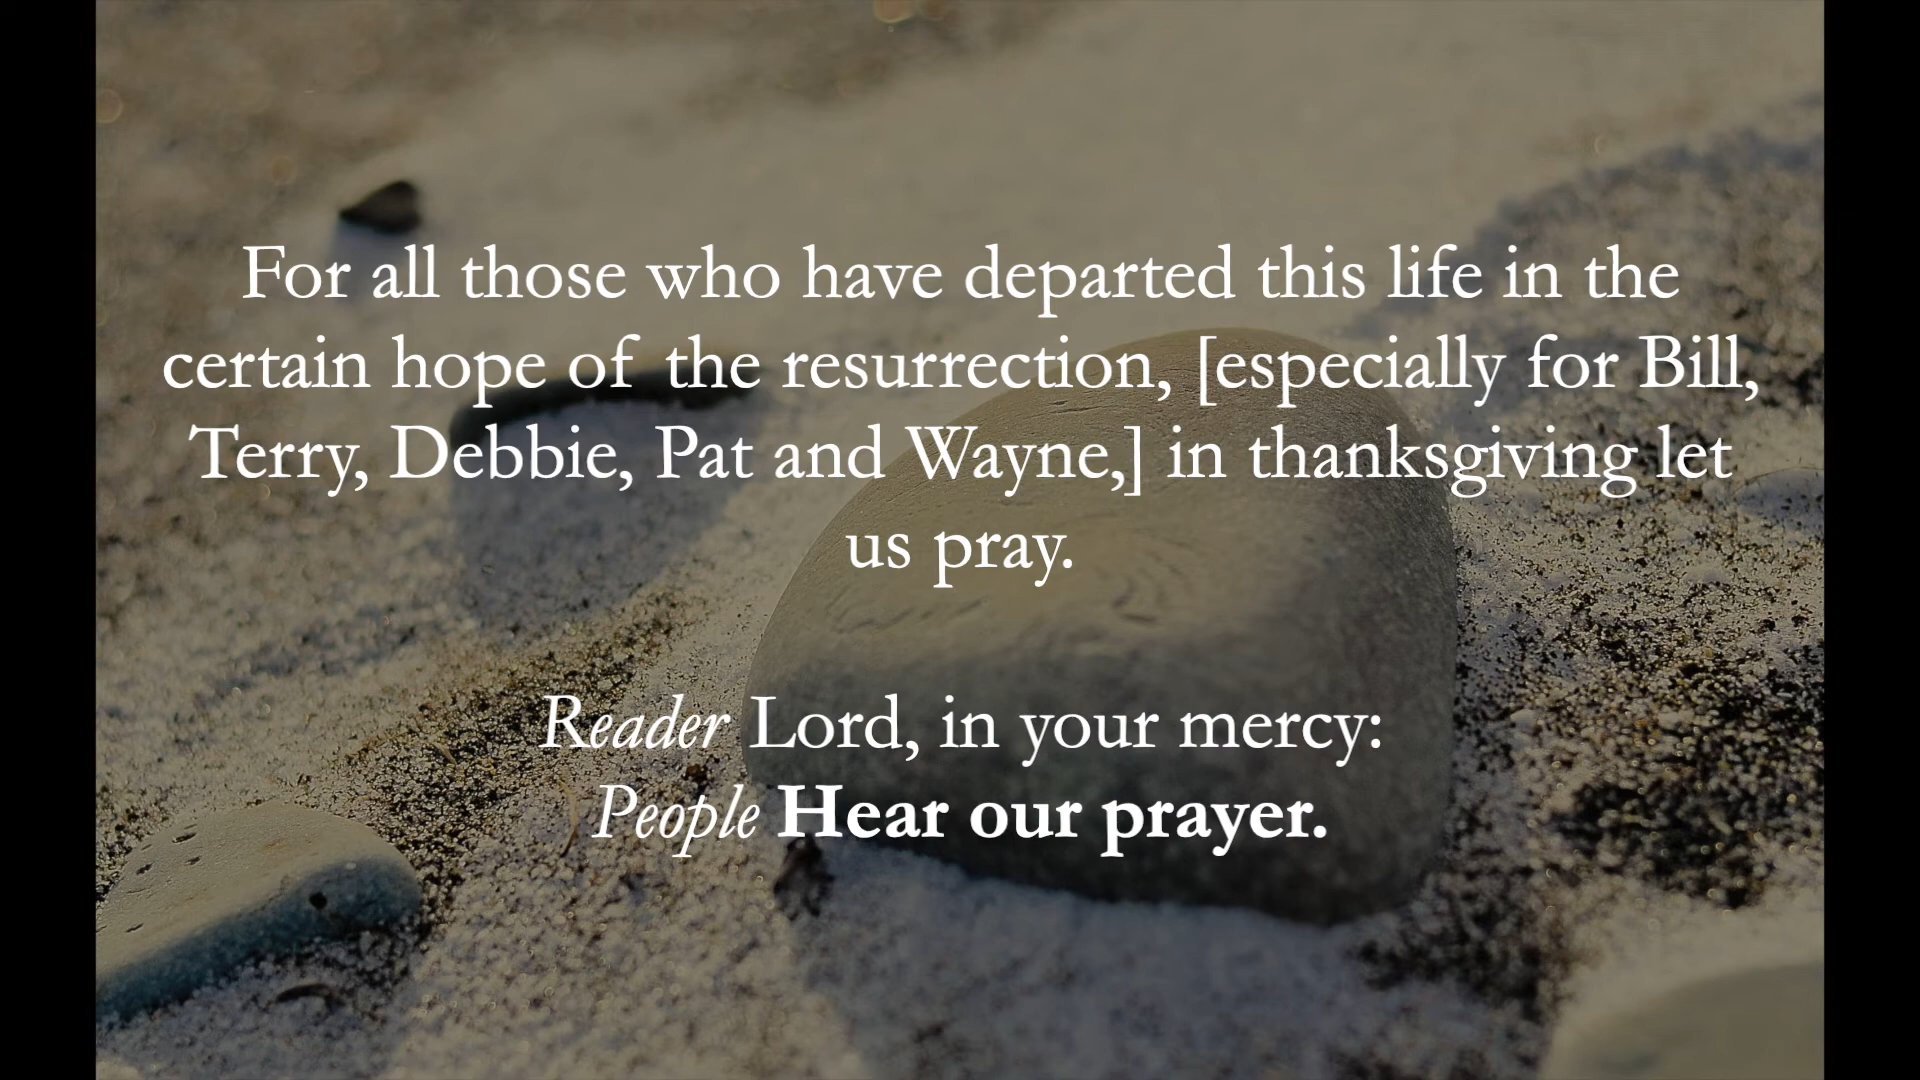 For all those who have departed this life in the
certain hope of the resurrection, [especially for Bill,
Terry, Debbie, Pat and Wayne,] in thanksgiving let
us pray.
Reader Lord, in your mercy:
People Hear our prayer.